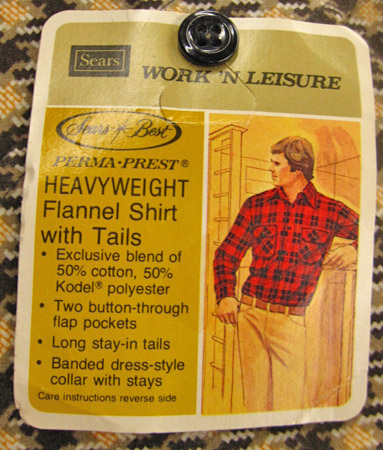 Sears
WORK 'N LEISURE
Sears Best
PERMA-PREST®
HEAVYWEIGHT
Flannel Shirt
with Tails
• Exclusive blend of
50% cotton, 50%
Kodel® polyester
• Two button-through
flap pockets
• Long stay-in tails
• Banded dress-style
collar with stays
Care instructions reverse side